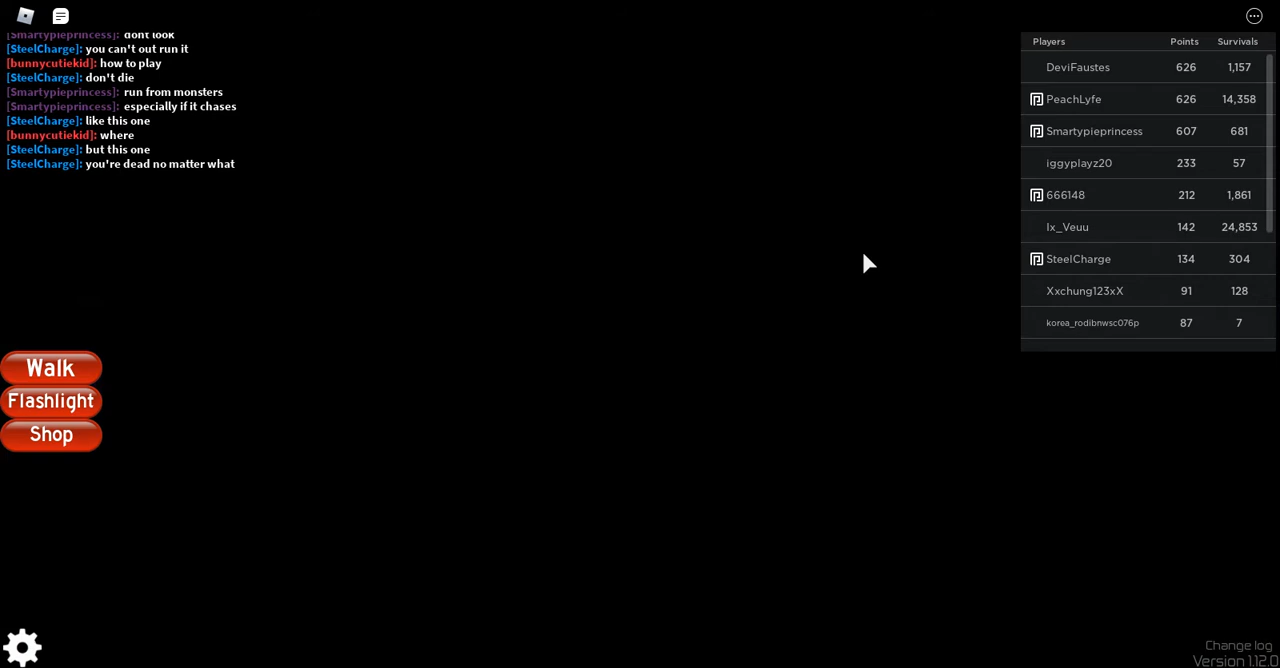 [Smartypieprincess]: dont look
[SteelCharge]: you can't out run it
[bunnycutiekid]: how to play
[SteelCharge]: don't die
[Smartypieprincess]: run from monsters
[Smartypieprincess]: especially if it chases
[SteelCharge]: like this one
[bunnycutiekid]: where
[SteelCharge]: but this one
[SteelCharge]: you're dead no matter what
Players Points Survivals
DeviFaustes 626 1,157
PeachLyfe 626 14,358
Smartypieprincess 607 681
iggyplayz20 233 57
666148 212 1,861
Ix_Veuu 142 24,853
SteelCharge 134 304
Xxchung123xX 91 128
korea_rodibnwsc076p 87 7
Walk
Flashlight
Shop
Change log
Version 1.12.0